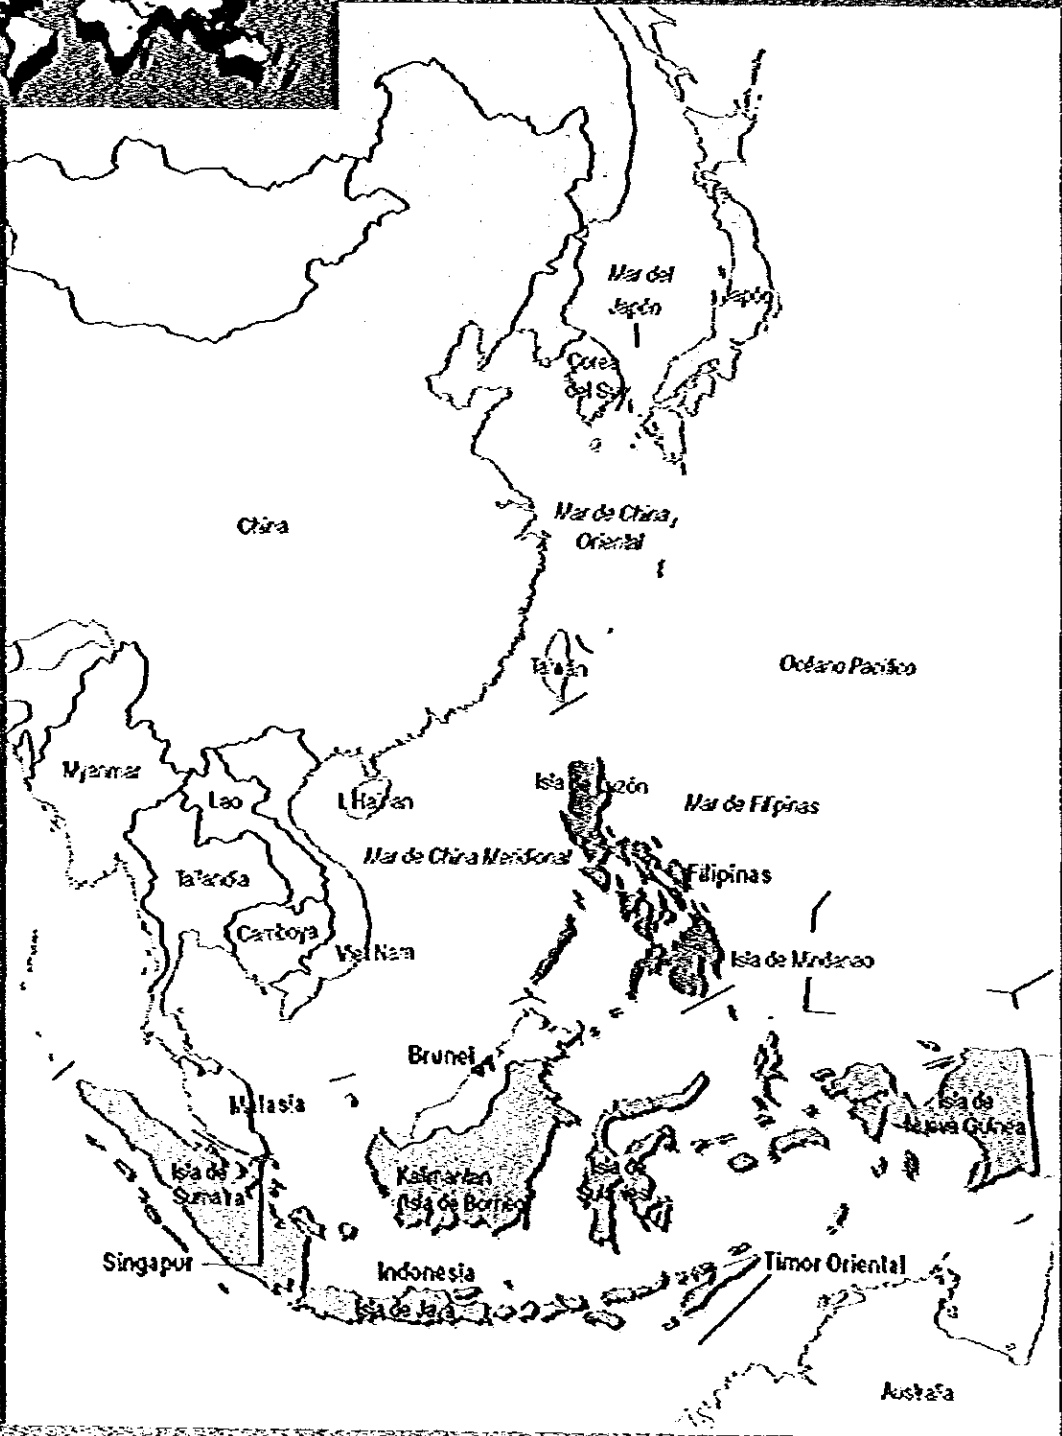 Mar del
Japón
Japón
Corea
del Sur
China
Mar de China
Oriental
Taiwán
Océano Pacífico
Myanmar
Lao
I. Hainan
Isla de Luzón
Mar de Filipinas
Mar de China Meridional
Tailandia
Filipinas
Camboya
Viet Nam
Isla de Mindanao
Brunei
Malasia
Isla de
Nueva Guinea
Isla de
Sumatra
Kalimantan
(Isla de Borneo)
Isla de
Singapur
Indonesia
Timor Oriental
Isla de Java
Australia